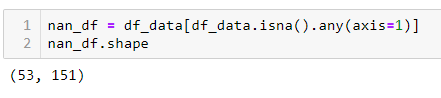 1 nan_df = df_data[df_data.isna().any(axis=1)]
2 nan_df.shape
(53, 151)